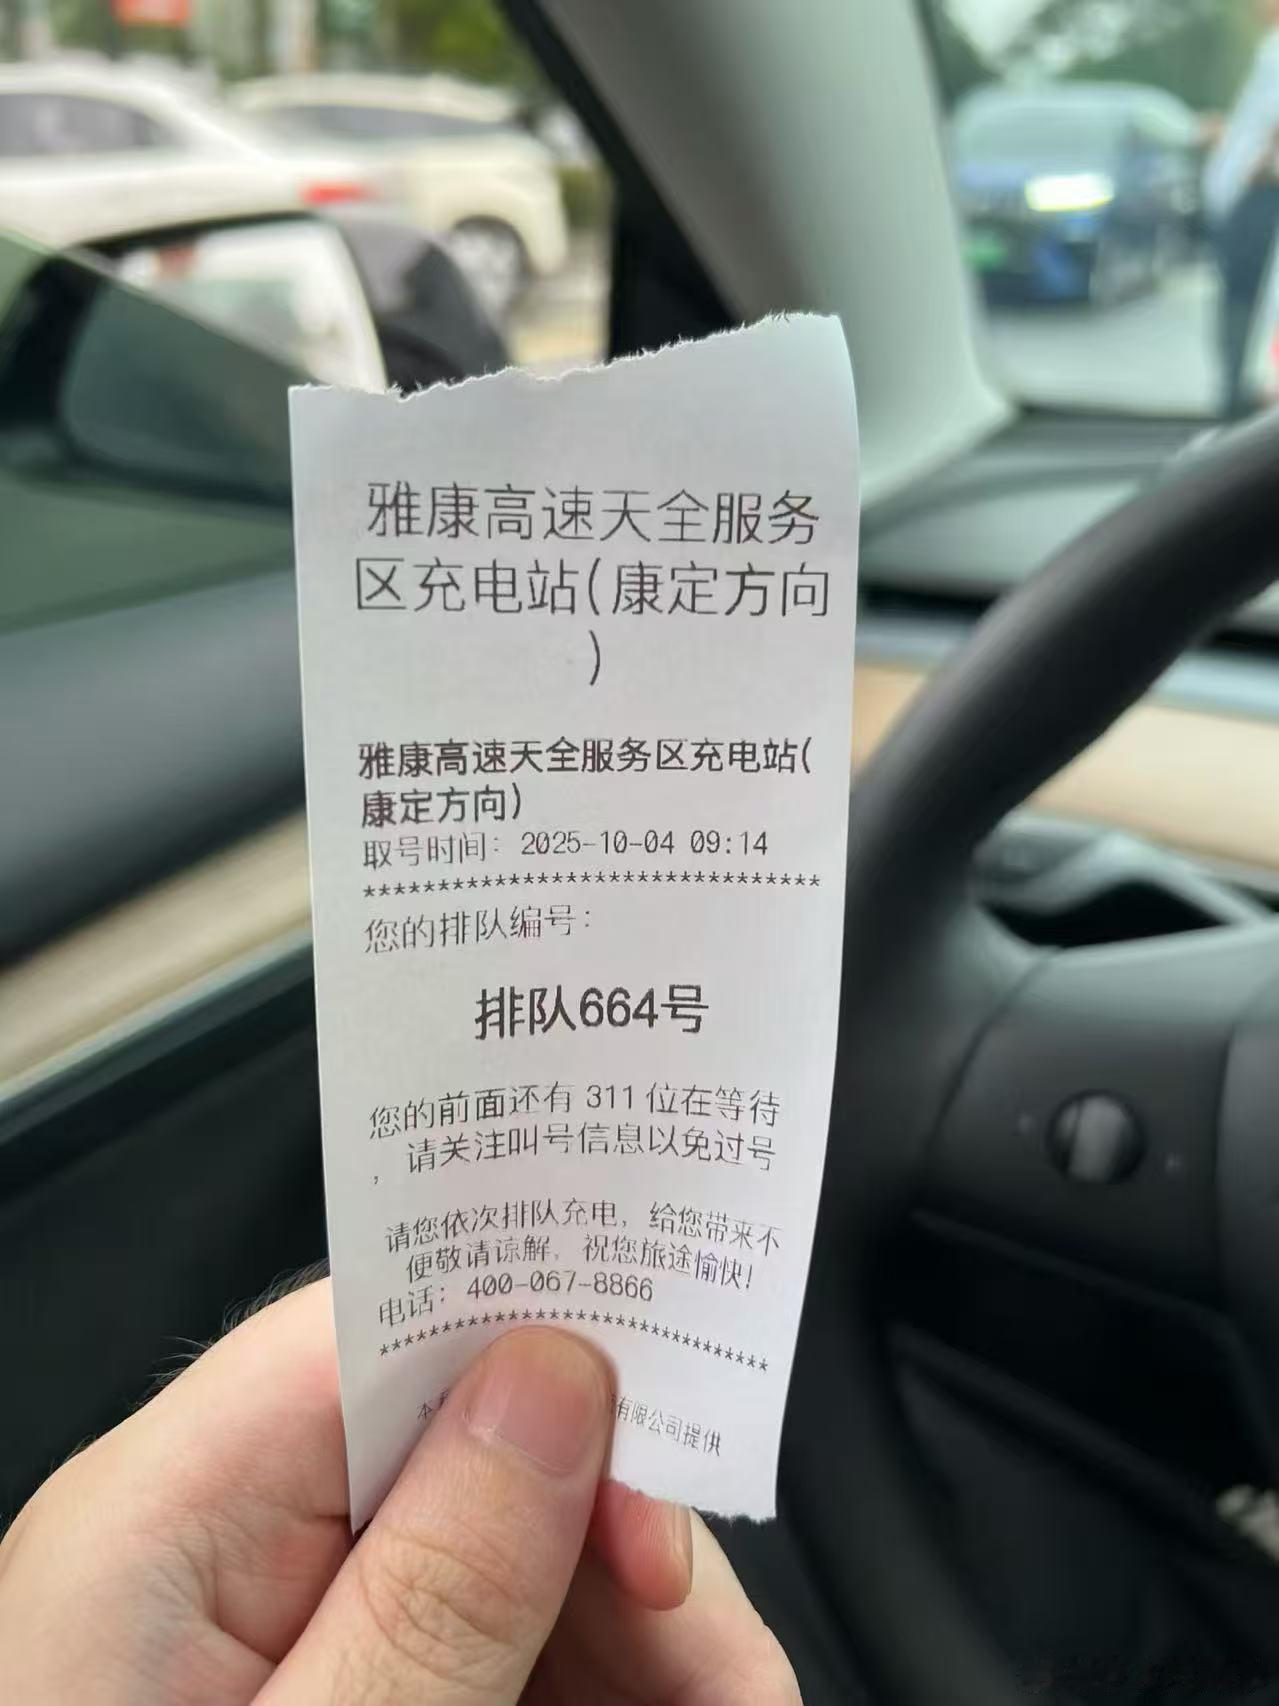 雅康高速天全服务
区充电站(康定方向
)
雅康高速天全服务区充电站(
康定方向)
取号时间: 2025-10-04 09:14
*******************************
您的排队编号:
排队664号
您的前面还有 311 位在等待
,请关注叫号信息以免过号
请您依次排队充电, 给您带来不
便敬请谅解, 祝您旅途愉快!
电话: 400-067-8866
*******************************
本
有限公司提供